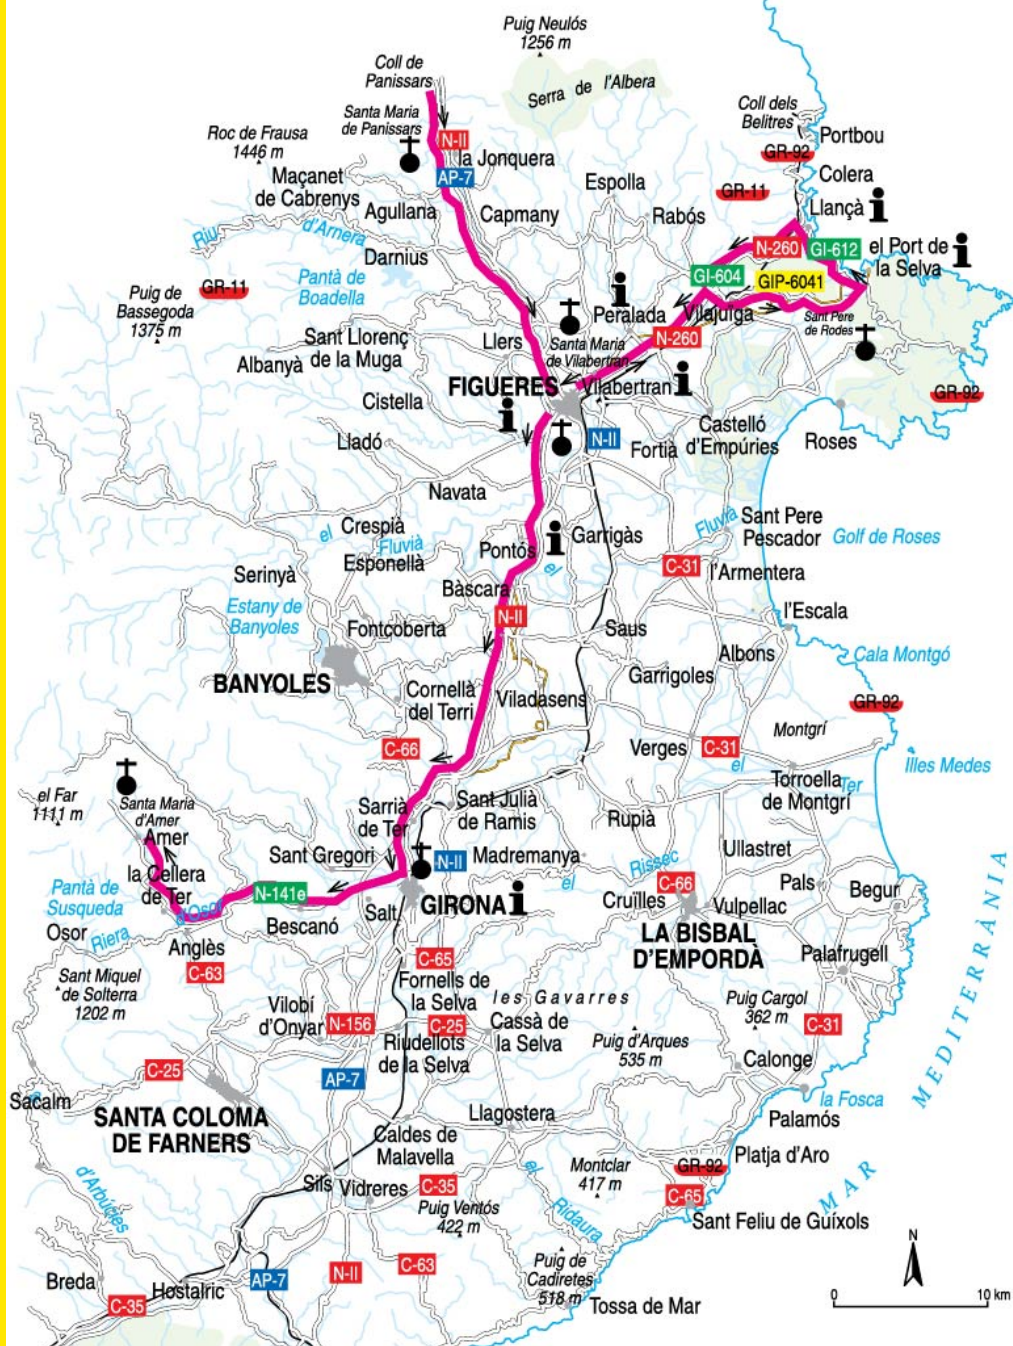 Puig Neulós
1256 m
Coll de
Panissars
Serra de l'Albera
Coll dels
Belitres
Santa Maria
de Panissars
Portbou
Roc de Frausa
1446 m
N-II
la Jonquera
GR-92
Maçanet
de Cabrenys
AP-7
Espolla
GR-11
Colera
Agullana
Capmany
Rabós
Llançà
i
Riu
d'Arnera
Darnius
N-260
GI-612
el Port de
la Selva
i
GR-11
Pantà de
Boadella
GI-604
GIP-6041
Puig de
Bassegoda
1375 m
i
Peralada
Vilajuïga
Sant Pere
de Rodes
Sant Llorenç
de la Muga
Llers
Santa Maria
de Vilabertran
N-260
Albanyà
FIGUERES
Vilabertran
i
GR-92
Cistella
i
Castelló
d'Empúries
Lladó
N-II
Fortià
Roses
Navata
Crespià
el
Fluvià
Esponellà
Pontós
i
Garrigàs
el
Fluvià
Sant Pere
Pescador
Golf de Roses
Serinyà
C-31
l'Armentera
Bàscara
Estany de
Banyoles
N-II
l'Escala
Fontcoberta
Saus
Albons
Cala Montgó
BANYOLES
Garrigoles
Cornellà
del Terri
Viladasens
GR-92
Montgrí
C-66
Verges
C-31
el
Illes Medes
Torroella
de Montgrí
Ter
el Far
1111 m
Santa Maria
d'Amer
Amer
Sarrià
de Ter
Sant Julià
de Ramis
Rupià
Sant Gregori
N-II
Madremanya
Ullastret
la Cellera
de Ter
el
Rissec
Pantà de
Susqueda
N-141e
C-66
Pals
Begur
d'Osor
Salt
GIRONA
i
Cruïlles
Vulpellac
Osor
Riera
Bescanó
LA BISBAL
D'EMPORDÀ
Anglès
C-63
C-65
Palafrugell
Sant Miquel
de Solterra
1202 m
Fornells de
la Selva
les Gavarres
Puig Cargol
362 m
Vilobí
d'Onyar
N-156
C-25
Cassà de
la Selva
Puig d'Arques
535 m
C-31
Riudellots
de la Selva
C-25
AP-7
Calonge
Sacalm
SANTA COLOMA
DE FARNERS
Llagostera
la Fosca
Palamós
Caldes de
Malavella
Platja d'Aro
d'Arbúcies
Sils
Vidreres
C-35
el
Ridaura
Montclar
417 m
GR-92
C-65
Puig Ventós
422 m
Sant Feliu de Guíxols
MAR
MEDITERRÀNIA
Breda
Hostalric
AP-7
N-II
C-63
Puig de
Cadiretes
518 m
Tossa de Mar
C-35
N
0
10 km